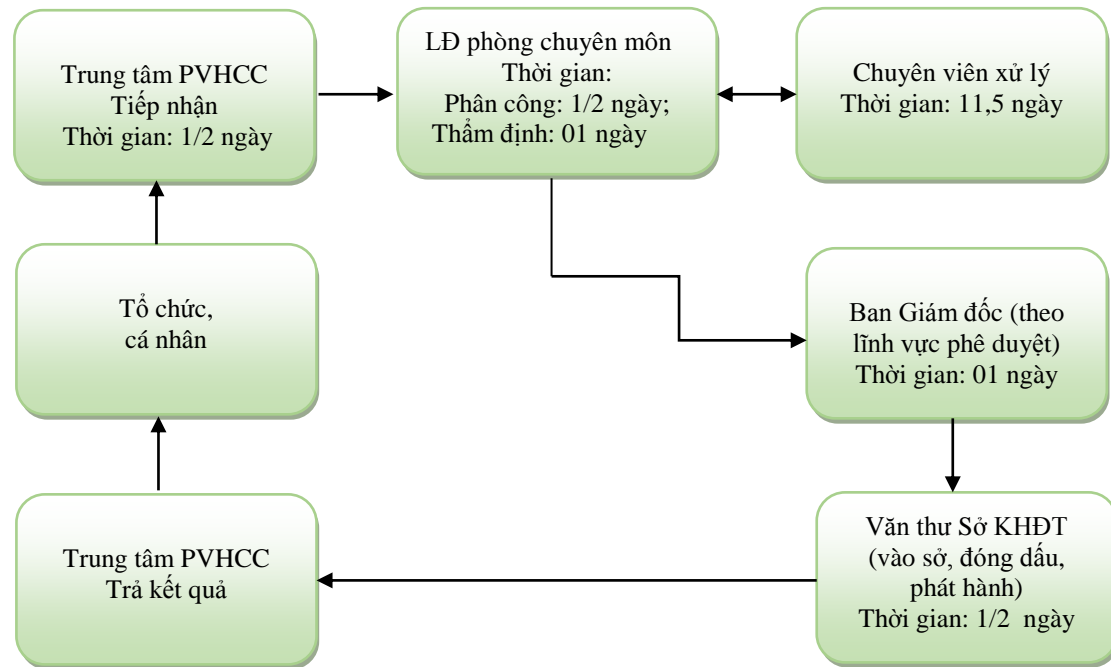 Trung tâm PVHCC
Tiếp nhận
Thời gian: 1/2 ngày
LĐ phòng chuyên môn
Thời gian:
Phân công: 1/2 ngày;
Thẩm định: 01 ngày
Chuyên viên xử lý
Thời gian: 11,5 ngày
Tổ chức,
cá nhân
Ban Giám đốc (theo
lĩnh vực phê duyệt)
Thời gian: 01 ngày
Trung tâm PVHCC
Trả kết quả
Văn thư Sở KHĐT
(vào sở, đóng dấu,
phát hành)
Thời gian: 1/2 ngày